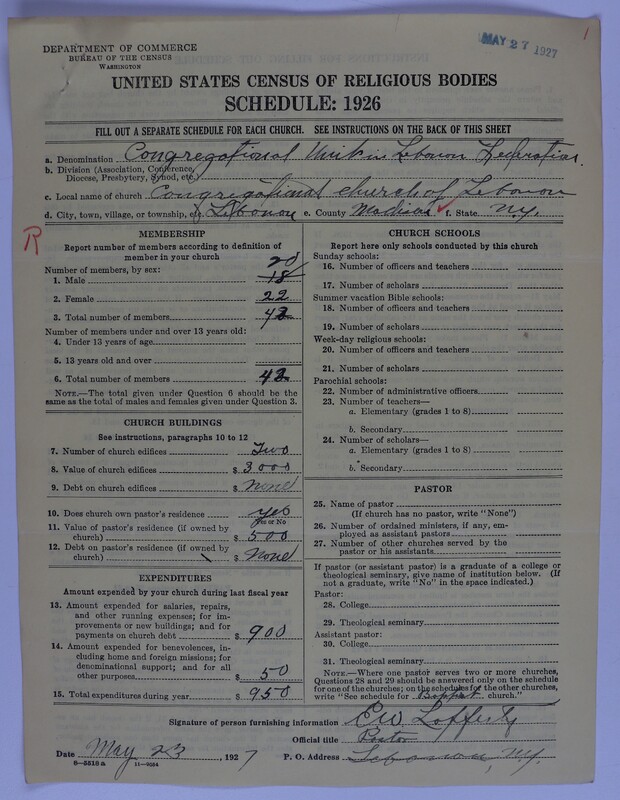 DEPARTMENT OF COMMERCE
BUREAU OF THE CENSUS
WASHINGTON
MAY 27 1927
1
UNITED STATES CENSUS OF RELIGIOUS BODIES
SCHEDULE: 1926
FILL OUT A SEPARATE SCHEDULE FOR EACH CHURCH. SEE INSTRUCTIONS ON THE BACK OF THIS SHEET
a. Denomination Congregational Unit in Lebanon Federation
b. Division (Association, Conference,
Diocese, Presbytery, Synod, etc.)
c. Local name of church Congregational church of Lebanon
d. City, town, village, or township, etc. Lebanon e. County Madison f. State N.Y.
R
MEMBERSHIP
Report number of members according to definition of
member in your church
Number of members, by sex:
20
1. Male 18
2. Female 22
3. Total number of members 42
Number of members under and over 13 years old:
4. Under 13 years of age
5. 13 years old and over
6. Total number of members 42
NOTE.—The total given under Question 6 should be
the same as the total of males and females given under Question 3.
CHURCH BUILDINGS
See instructions, paragraphs 10 to 12
7. Number of church edifices Two
8. Value of church edifices $ 3000
9. Debt on church edifices $ None
10. Does church own pastor's residence yes
Yes or No
11. Value of pastor's residence (if owned by
church) $ 500
12. Debt on pastor's residence (if owned by
church) $ None
EXPENDITURES
Amount expended by your church during last fiscal year
13. Amount expended for salaries, repairs,
and other running expenses; for im-
provements or new buildings; and for
payments on church debt $ 900
14. Amount expended for benevolences,
including home and foreign missions; for
denominational support; and for all
other purposes $ 50
15. Total expenditures during year $ 950
CHURCH SCHOOLS
Report here only schools conducted by this church
Sunday schools:
16. Number of officers and teachers
17. Number of scholars
Summer vacation Bible schools:
18. Number of officers and teachers
19. Number of scholars
Week-day religious schools:
20. Number of officers and teachers
21. Number of scholars
Parochial schools:
22. Number of administrative officers
23. Number of teachers—
a. Elementary (grades 1 to 8)
b. Secondary
24. Number of scholars—
a. Elementary (grades 1 to 8)
b. Secondary
PASTOR
25. Name of pastor
(If church has no pastor, write "None")
26. Number of ordained ministers, if any, em-
ployed as assistant pastors
27. Number of other churches served by the
pastor or his assistants
If pastor (or assistant pastor) is a graduate of a college or
theological seminary, give name of institution below. (If
not a graduate, write "No" in the space indicated.)
Pastor:
28. College
29. Theological seminary
Assistant pastor:
30. College
31. Theological seminary
NOTE.—Where one pastor serves two or more churches,
Questions 28 and 29 should be answered only on the schedule
for one of the churches; on the schedules for the other churches,
write "See schedule for Baptist church."
Signature of person furnishing information E W Lafferty
Official title Pastor
Date May 23, 1927 P. O. Address Lebanon, N.Y.
6-5518a 11-9054